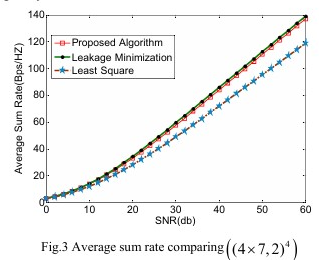 140
120
100
80
60
40
20
0
Average Sum Rate(Bps/HZ)
Proposed Algorithm
Leakage Minimization
Least Square
0 10 20 30 40 50 60
SNR(db)
Fig.3 Average sum rate comparing((4×7,2)⁴)